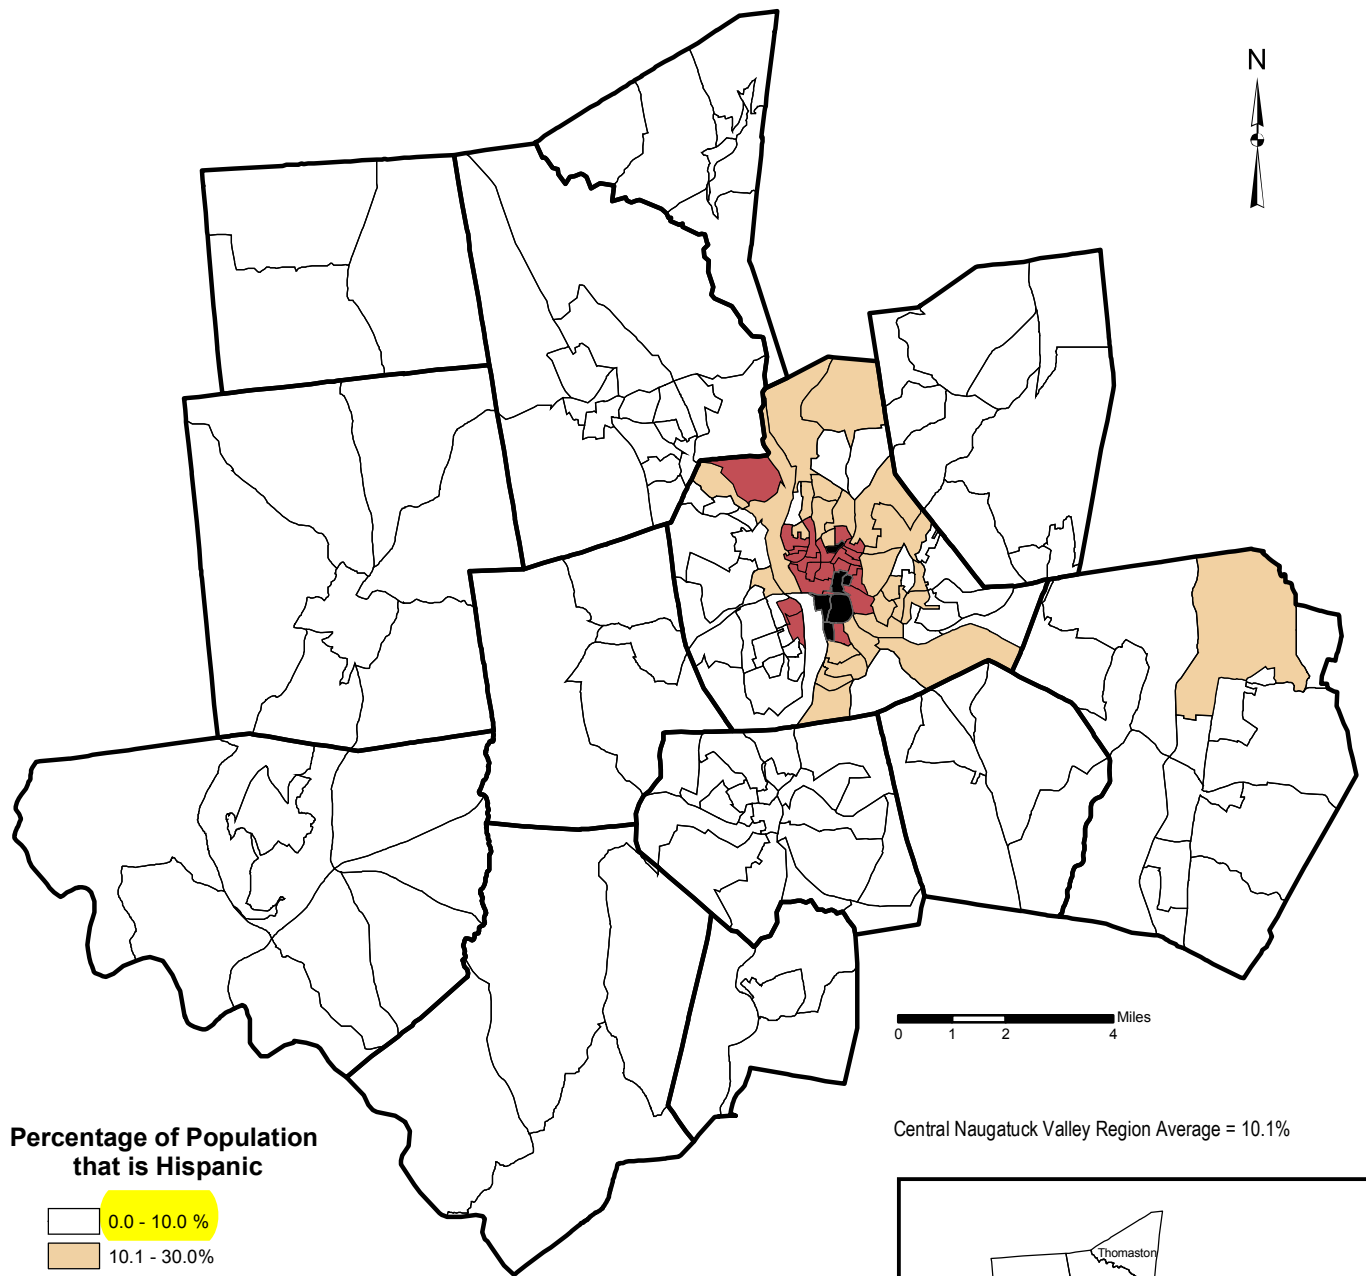 N
0 1 2 4 Miles
Central Naugatuck Valley Region Average = 10.1%
Percentage of Population
that is Hispanic
0.0 - 10.0 %
10.1 - 30.0%
Thomaston